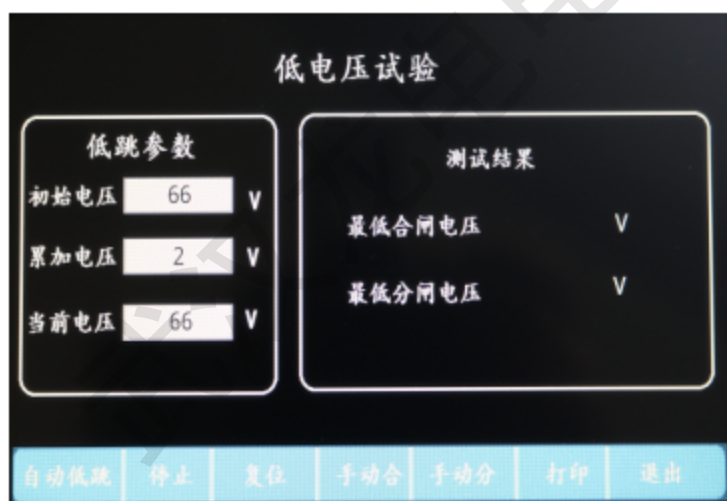 低电压试验
低跳参数
初始电压 66 V
累加电压 2 V
当前电压 66 V
测试结果
最低合闸电压 V
最低分闸电压 V
自动低跳 停止 复位 手动合 手动分 打印 退出